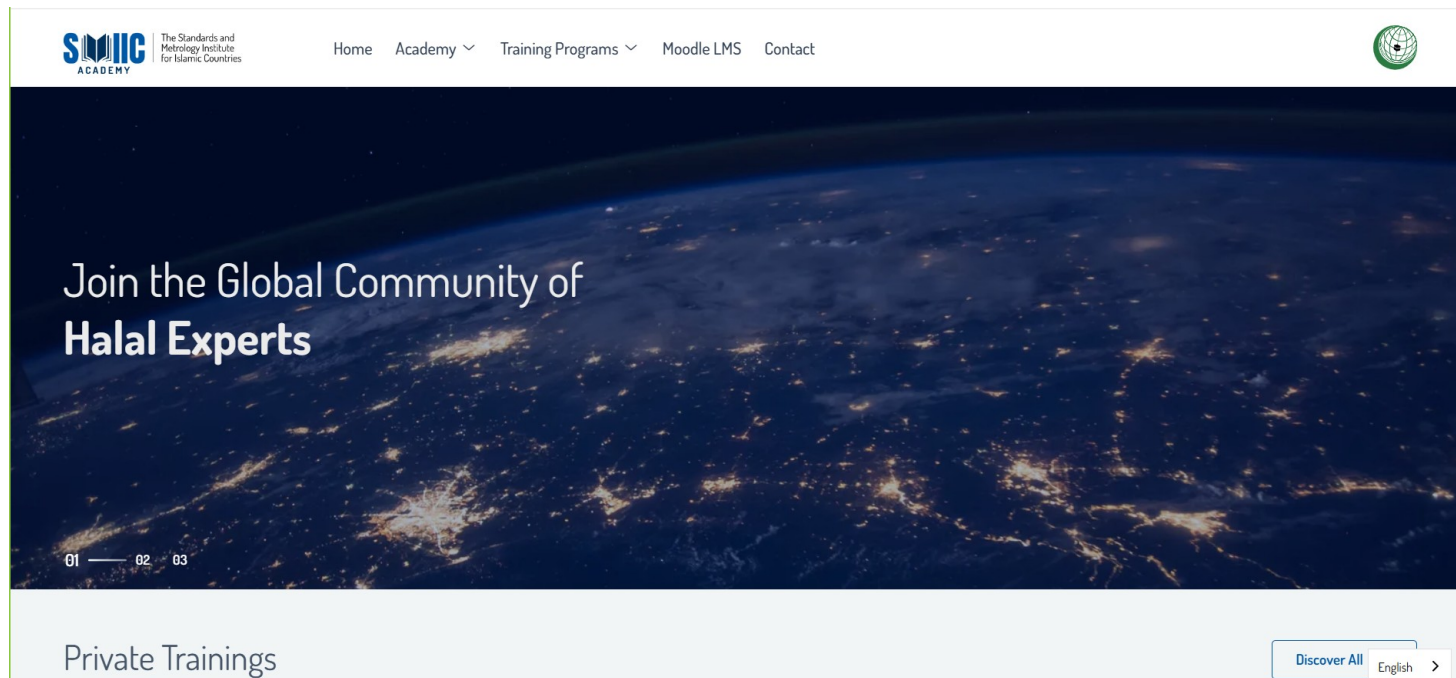 SMIIC
ACADEMY
The Standards and
Metrology Institute
for Islamic Countries
Home Academy Training Programs Moodle LMS Contact
Join the Global Community of
Halal Experts
01 02 03
Private Trainings
Discover All
English